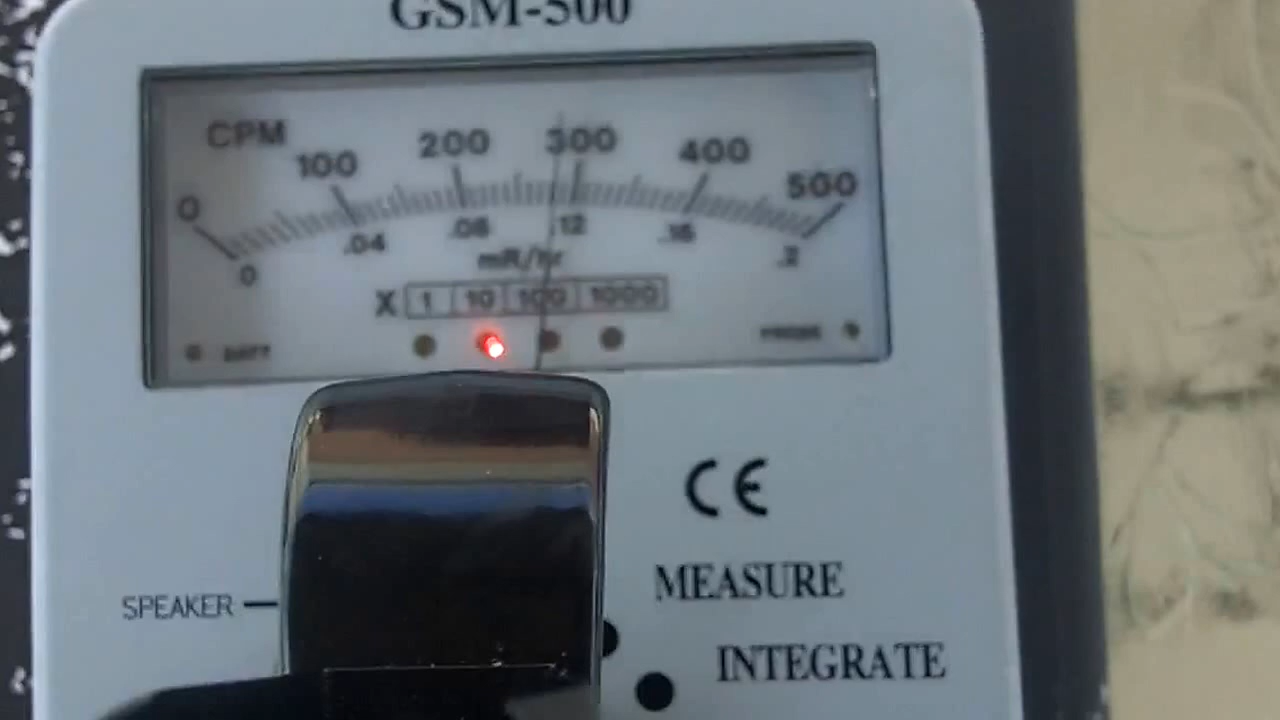 GSM-500
CPM
0 100 200 300 400 500
0 .04 .08 .12 .16 .2
mR/hr
X 1 10 100 1000
BATT
CE
SPEAKER
MEASURE
INTEGRATE